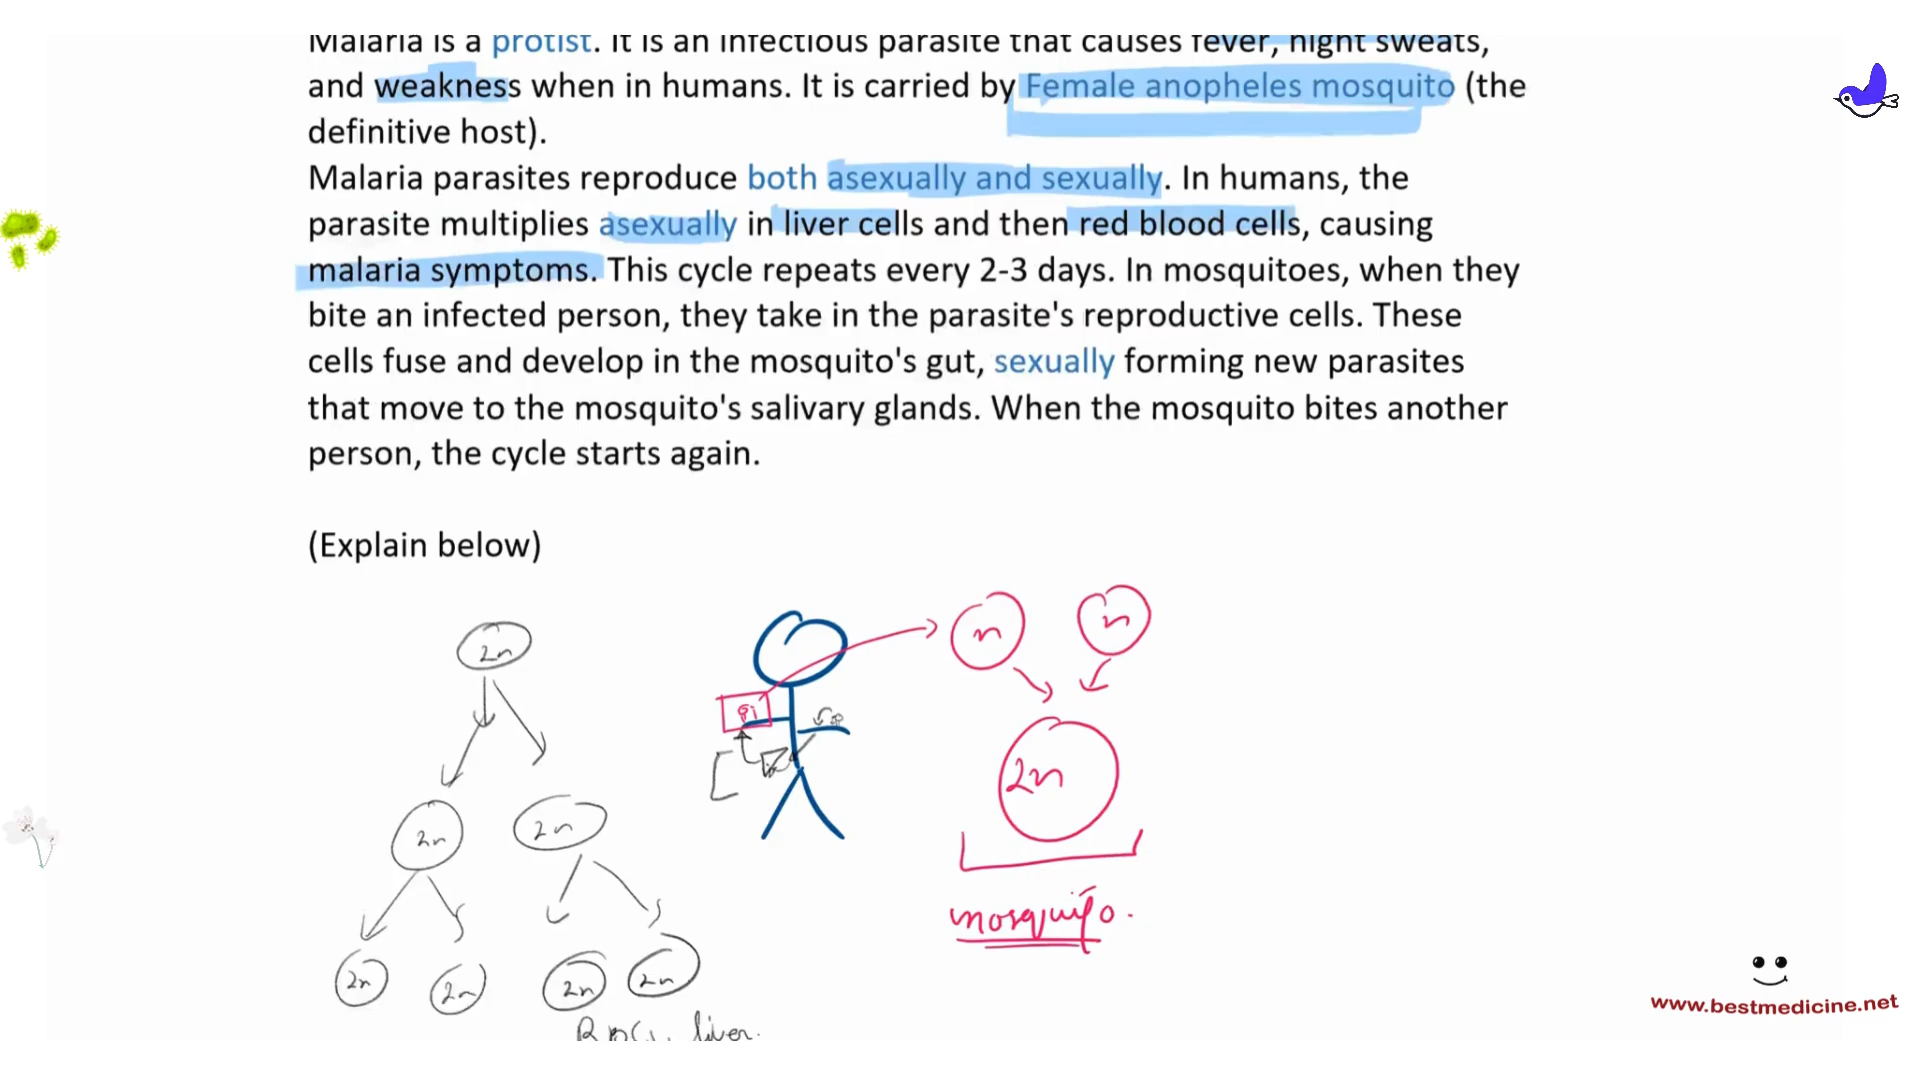 Malaria is a protist. It is an infectious parasite that causes fever, night sweats,
and weakness when in humans. It is carried by Female anopheles mosquito (the
definitive host).
Malaria parasites reproduce both asexually and sexually. In humans, the
parasite multiplies asexually in liver cells and then red blood cells, causing
malaria symptoms. This cycle repeats every 2-3 days. In mosquitoes, when they
bite an infected person, they take in the parasite's reproductive cells. These
cells fuse and develop in the mosquito's gut, sexually forming new parasites
that move to the mosquito's salivary glands. When the mosquito bites another
person, the cycle starts again.
(Explain below)
2n
n
n
2n
2n
2n
mosquito.
2n
2n
2n
2n
liver.
www.bestmedicine.net